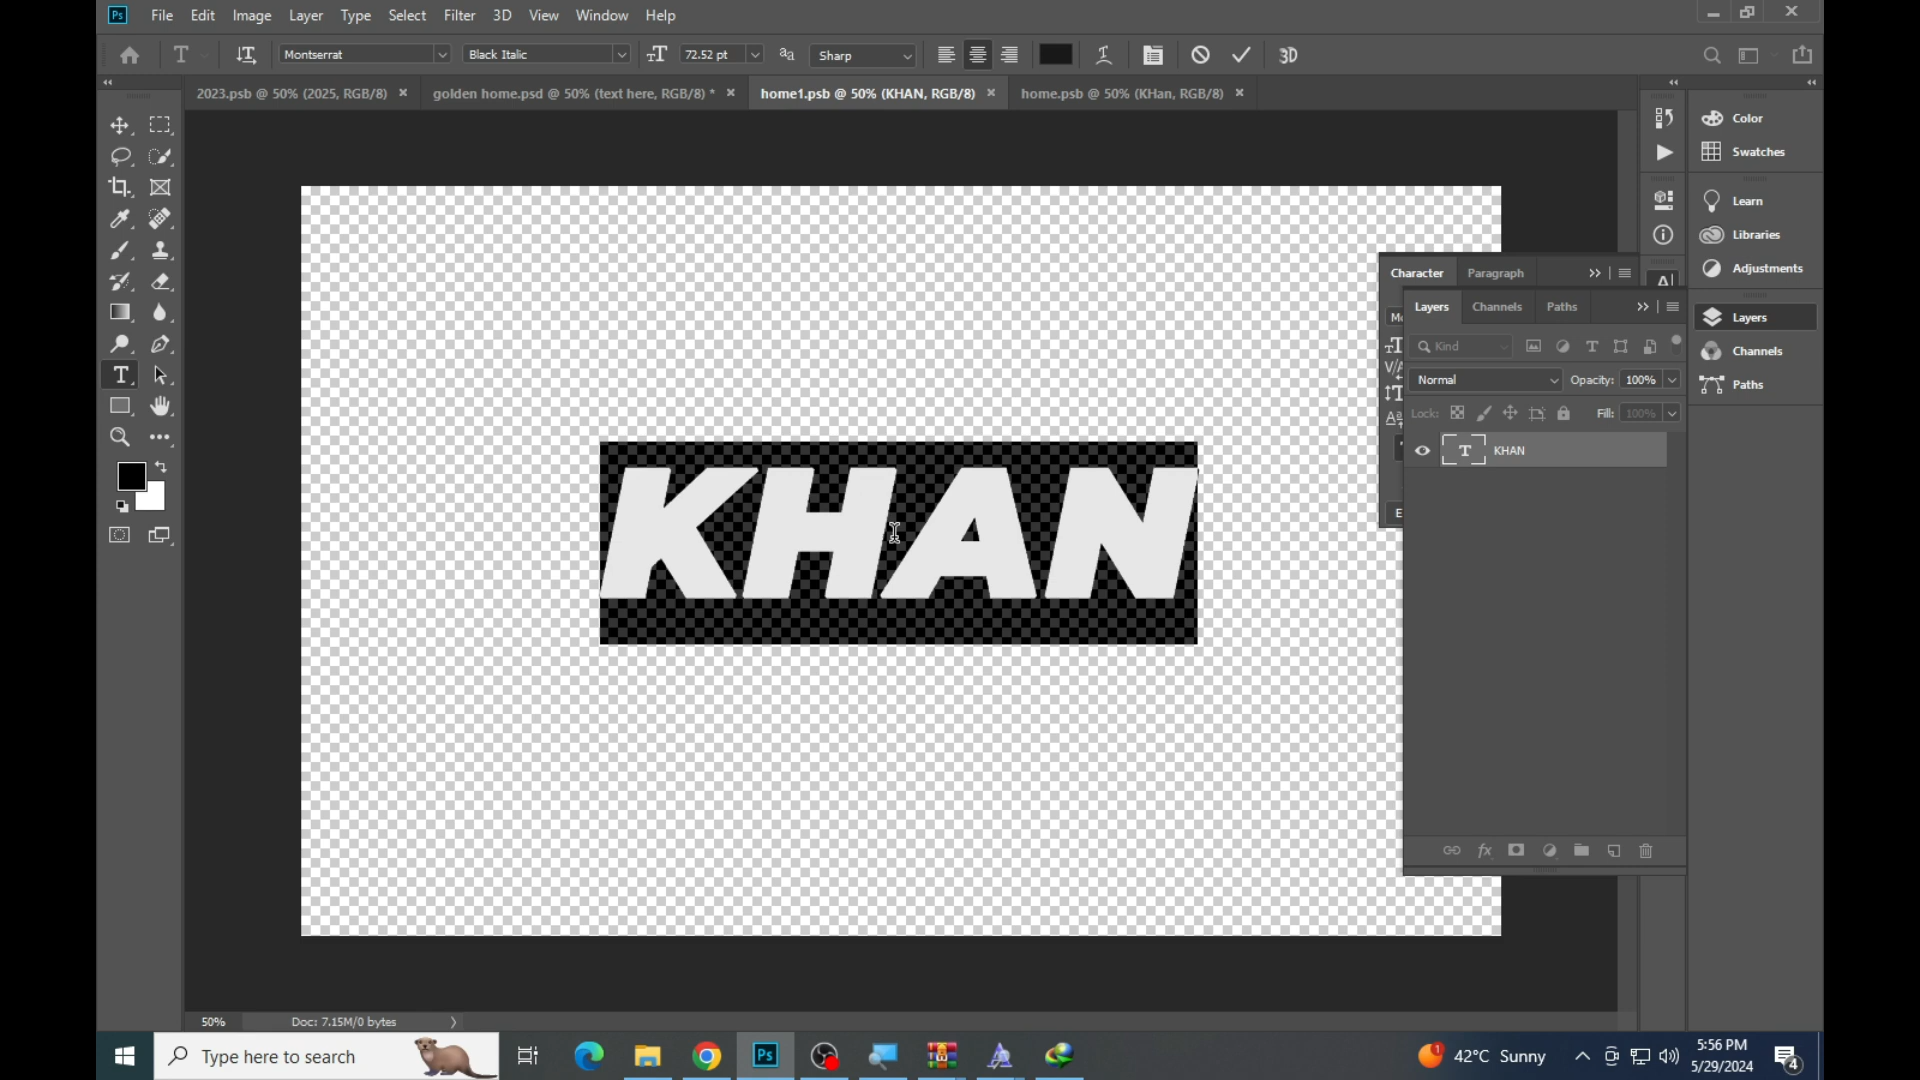 Ps File Edit Image Layer Type Select Filter 3D View Window Help
Montserrat Black Italic 72.52 pt Sharp 3D
2023.psb @ 50% (2025, RGB/8) × golden home.psd @ 50% (text here, RGB/8) * × home1.psb @ 50% (KHAN, RGB/8) × home.psb @ 50% (KHan, RGB/8) ×
Color
Swatches
Learn
Libraries
Adjustments
Layers
Channels
Paths
Character Paragraph
Layers Channels Paths
Kind
Normal Opacity: 100%
Lock: Fill: 100%
T KHAN
KHAN
50% Doc: 7.15M/0 bytes
Type here to search
Ps
1 42°C Sunny
5:56 PM
5/29/2024
4